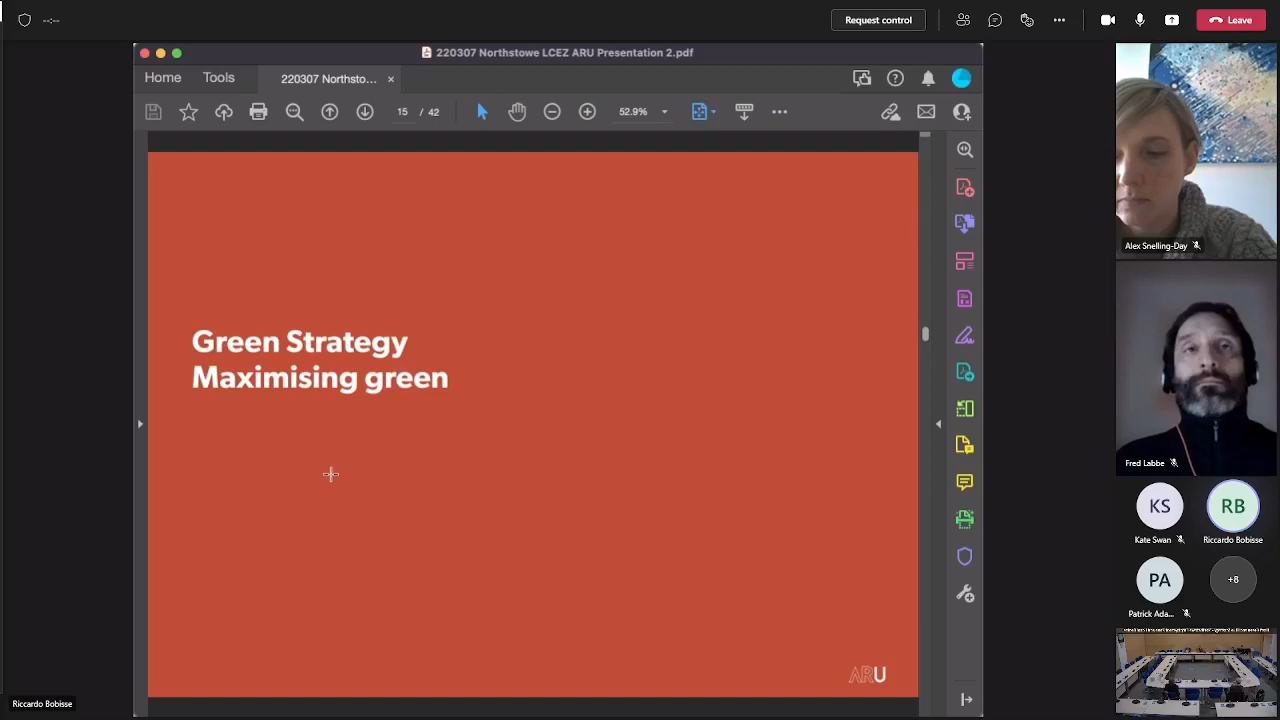 --:--
Request control
Leave
220307 Northstowe LCEZ ARU Presentation 2.pdf
Home
Tools
220307 Northsto...
15
/ 42
52.9%
Green Strategy
Maximising green
ARU
Alex Snelling-Day
Fred Labbe
KS
RB
Kate Swan
Riccardo Bobisse
PA
+8
Patrick Ada...
Riccardo Bobisse